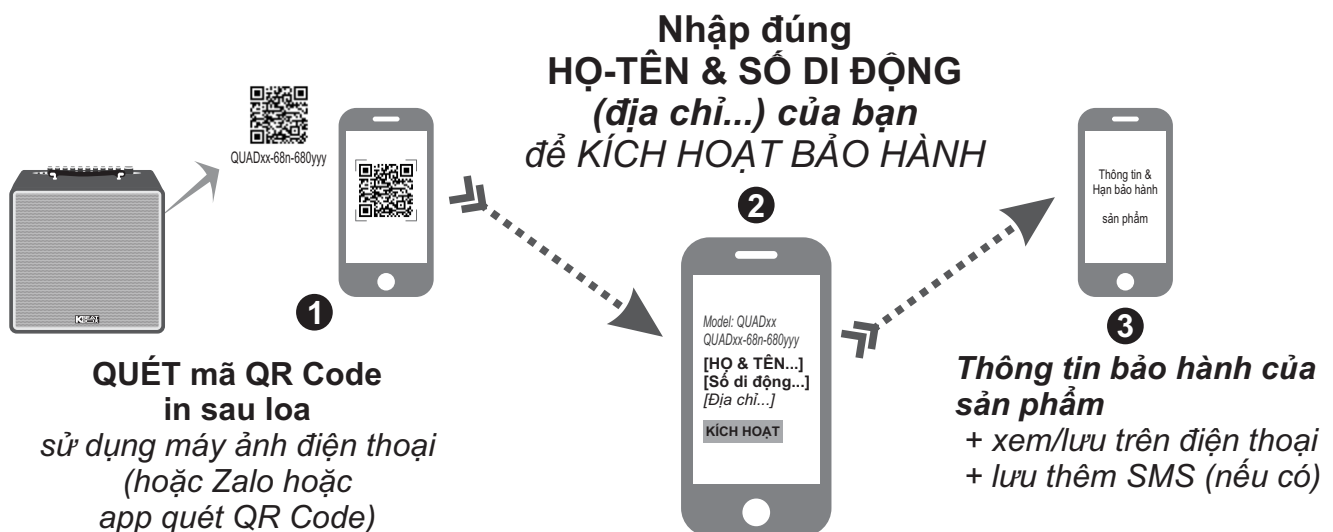 QUADxx-68n-680yyy
1
QUÉT mã QR Code
in sau loa
sử dụng máy ảnh điện thoại
(hoặc Zalo hoặc
app quét QR Code)
Nhập đúng
HỌ-TÊN & SỐ DI ĐỘNG
(địa chỉ...) của bạn
để KÍCH HOẠT BẢO HÀNH
2
Model: QUADxx
QUADxx-68n-680yyy
[HỌ & TÊN...]
[Số di động...]
[Địa chỉ...]
KÍCH HOẠT
Thông tin &
Hạn bảo hành
sản phẩm
3
Thông tin bảo hành của
sản phẩm
+ xem/lưu trên điện thoại
+ lưu thêm SMS (nếu có)